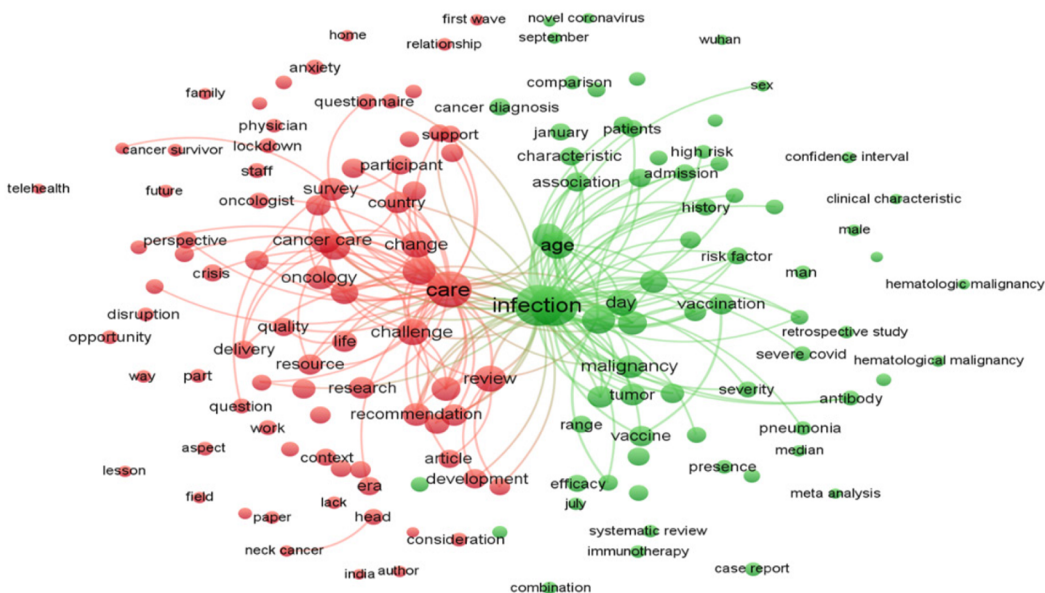 first wave
novel coronavirus
home
relationship
september
wuhan
anxiety
family
questionnaire
cancer diagnosis
comparison
sex
physician
support
january
patients
lockdown
cancer survivor
staff
participant
characteristic
high risk
confidence interval
telehealth
future
survey
association
admission
oncologist
country
history
clinical characteristic
perspective
cancer care
change
age
male
crisis
oncology
risk factor
man
hematologic malignancy
care
infection
day
vaccination
disruption
opportunity
quality
life
challenge
retrospective study
delivery
resource
malignancy
severe covid
hematological malignancy
way
part
research
review
tumor
severity
antibody
question
work
recommendation
range
vaccine
pneumonia
aspect
context
article
median
lesson
era
development
efficacy
presence
field
lack
july
meta analysis
paper
head
neck cancer
consideration
systematic review
immunotherapy
india
author
combination
case report